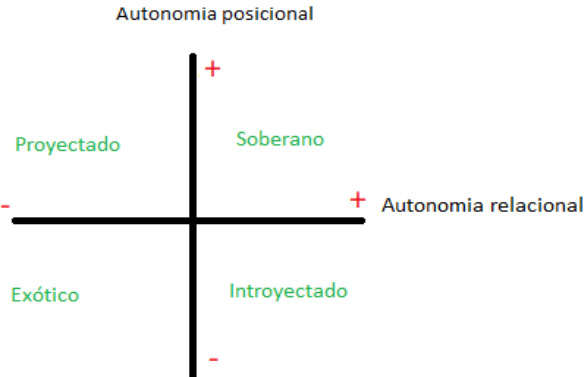 Autonomia posicional
+
Proyectado
Soberano
-
+
Autonomia relacional
Exótico
Introyectado
-